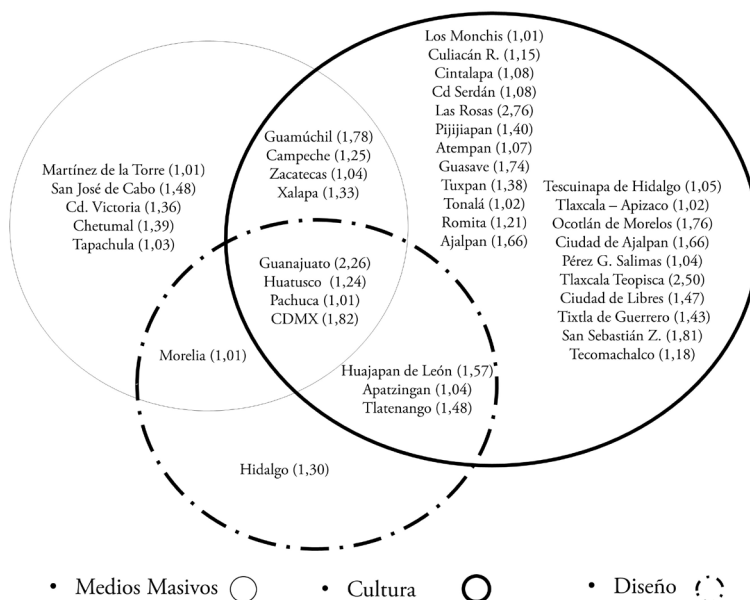 Los Monchis (1,01)
Culiacán R. (1,15)
Cintalapa (1,08)
Cd Serdán (1,08)
Las Rosas (2,76)
Pijijiapan (1,40)
Atempan (1,07)
Guasave (1,74)
Tuxpan (1,38)
Tonalá (1,02)
Romita (1,21)
Ajalpan (1,66)
Guamúchil (1,78)
Campeche (1,25)
Zacatecas (1,04)
Xalapa (1,33)
Martínez de la Torre (1,01)
San José de Cabo (1,48)
Cd. Victoria (1,36)
Chetumal (1,39)
Tapachula (1,03)
Tescuinapa de Hidalgo (1,05)
Tlaxcala – Apizaco (1,02)
Ocotlán de Morelos (1,76)
Ciudad de Ajalpan (1,66)
Pérez G. Salimas (1,04)
Tlaxcala Teopisca (2,50)
Ciudad de Libres (1,47)
Tixtla de Guerrero (1,43)
San Sebastián Z. (1,81)
Tecomachalco (1,18)
Guanajuato (2,26)
Huatusco (1,24)
Pachuca (1,01)
CDMX (1,82)
Morelia (1,01)
Huajapan de León (1,57)
Apatzingan (1,04)
Tlatenango (1,48)
Hidalgo (1,30)
• Medios Masivos
• Cultura
• Diseño